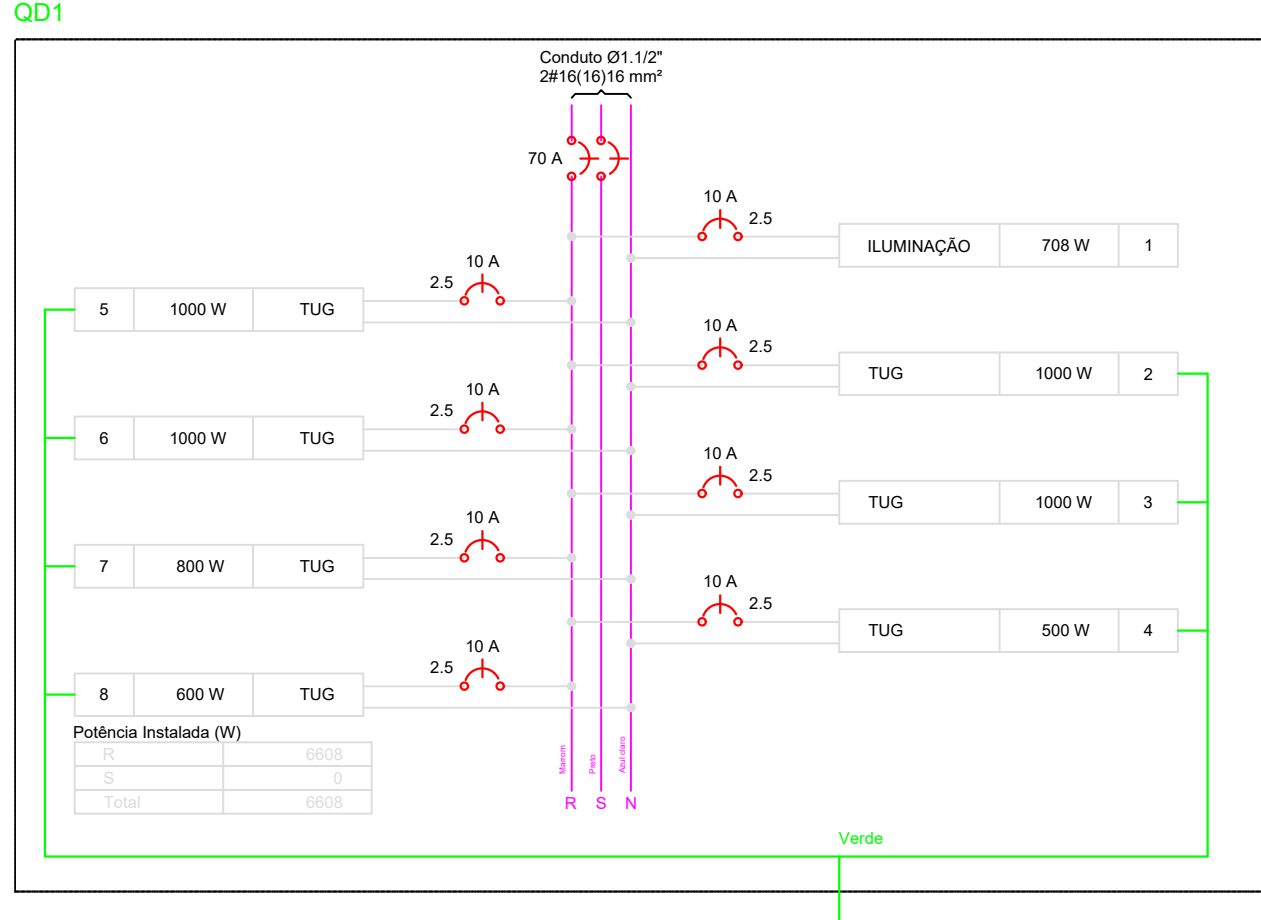 QD1
Conduto Ø1.1/2"
2#16(16)16 mm²
70 A
10 A
2.5
ILUMINAÇÃO 708 W 1
10 A
2.5
5 1000 W TUG
10 A
2.5
TUG 1000 W 2
10 A
2.5
6 1000 W TUG
10 A
2.5
TUG 1000 W 3
10 A
2.5
7 800 W TUG
10 A
2.5
TUG 500 W 4
10 A
2.5
8 600 W TUG
Potência Instalada (W)
R 6608
S 0
Total 6608
Marrom
Preto
Azul claro
R S N
Verde